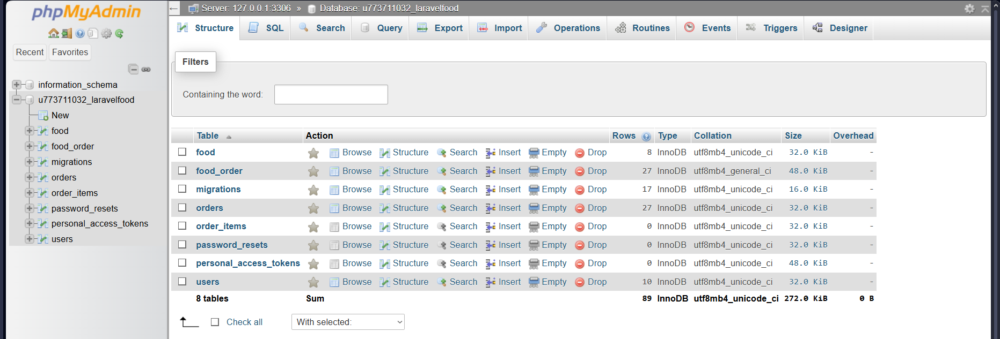 phpMyAdmin
Server: 127.0.0.1:3306 » Database: u773711032_laravelfood
Recent Favorites
information_schema
u773711032_laravelfood
New
food
food_order
migrations
orders
order_items
password_resets
personal_access_tokens
users
Structure SQL Search Query Export Import Operations Routines Events Triggers Designer
Filters
Containing the word:
Table Action Rows Type Collation Size Overhead
food Browse Structure Search Insert Empty Drop 8 InnoDB utf8mb4_unicode_ci 32.0 KiB -
food_order Browse Structure Search Insert Empty Drop 27 InnoDB utf8mb4_general_ci 48.0 KiB -
migrations Browse Structure Search Insert Empty Drop 17 InnoDB utf8mb4_unicode_ci 16.0 KiB -
orders Browse Structure Search Insert Empty Drop 27 InnoDB utf8mb4_unicode_ci 32.0 KiB -
order_items Browse Structure Search Insert Empty Drop 0 InnoDB utf8mb4_unicode_ci 32.0 KiB -
password_resets Browse Structure Search Insert Empty Drop 0 InnoDB utf8mb4_unicode_ci 32.0 KiB -
personal_access_tokens Browse Structure Search Insert Empty Drop 0 InnoDB utf8mb4_unicode_ci 48.0 KiB -
users Browse Structure Search Insert Empty Drop 10 InnoDB utf8mb4_unicode_ci 32.0 KiB -
8 tables Sum 89 InnoDB utf8mb4_unicode_ci 272.0 KiB 0 B
Check all With selected: